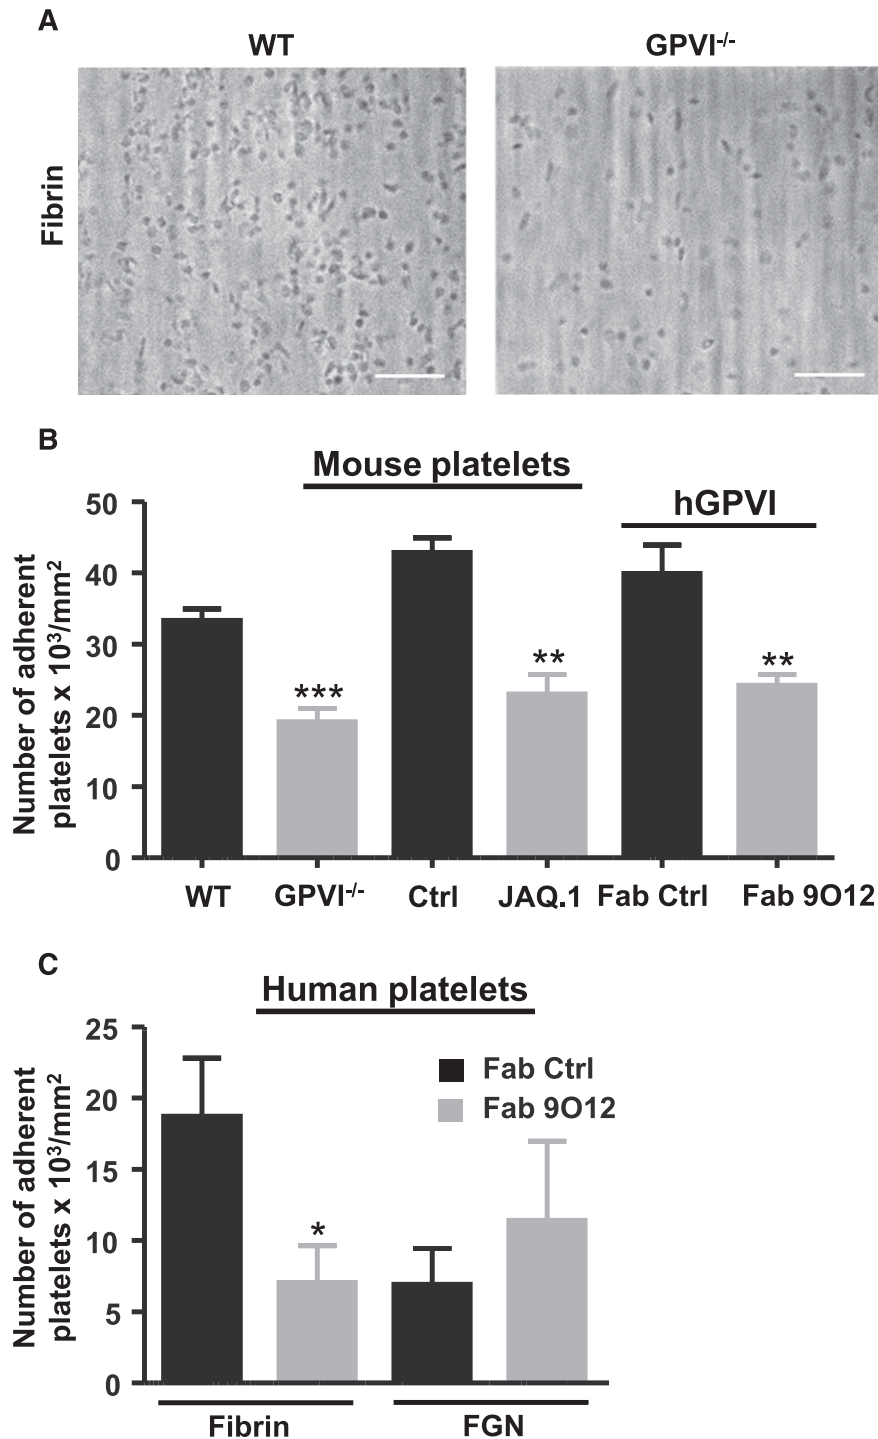 A
WT
GPVI-/-
Fibrin
B
Mouse platelets
hGPVI
Number of adherent
platelets x 10³/mm²
50
40
30
20
10
0
***
**
**
WT GPVI-/- Ctrl JAQ.1 Fab Ctrl Fab 9O12
C
Human platelets
Number of adherent
platelets x 10³/mm²
25
20
15
10
5
0
Fab Ctrl
Fab 9O12
*
Fibrin FGN